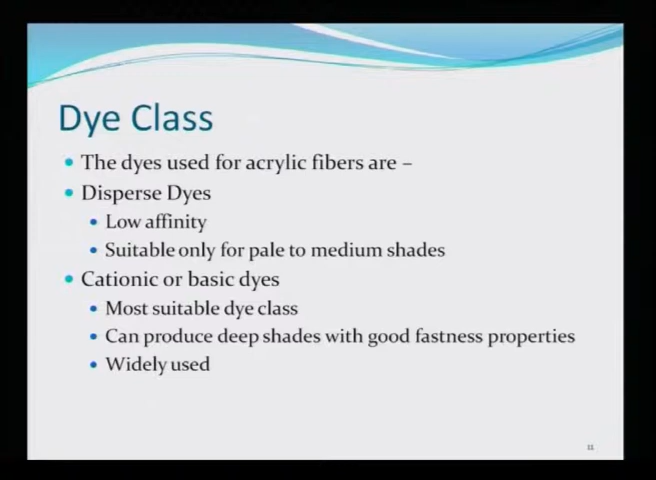 Dye Class
• The dyes used for acrylic fibers are –
• Disperse Dyes
• Low affinity
• Suitable only for pale to medium shades
• Cationic or basic dyes
• Most suitable dye class
• Can produce deep shades with good fastness properties
• Widely used
11